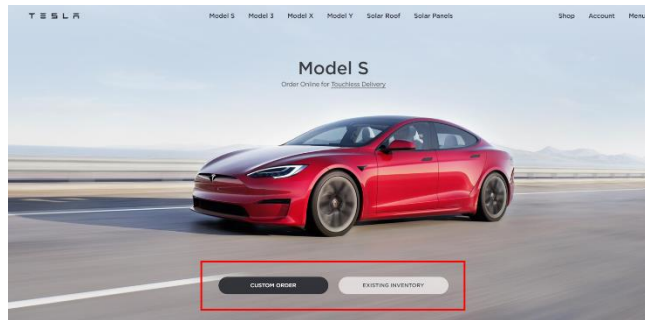 TESLA Model S Model 3 Model X Model Y Solar Roof Solar Panels Shop Account Menu
Model S
Order Online for Touchless Delivery
CUSTOM ORDER EXISTING INVENTORY